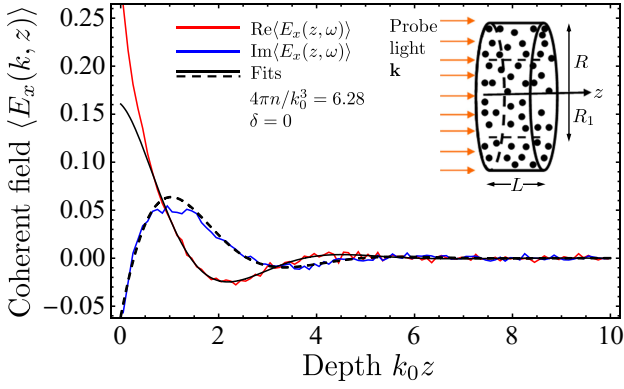 Coherent field ⟨E_x(k, z)⟩
0.25
0.20
0.15
0.10
0.05
0.00
−0.05
Re⟨E_x(z, ω)⟩
Im⟨E_x(z, ω)⟩
Fits
4πn/k_0^3 = 6.28
δ = 0
Probe
light
k
R
z
R_1
L
0
2
4
6
8
10
Depth k_0z